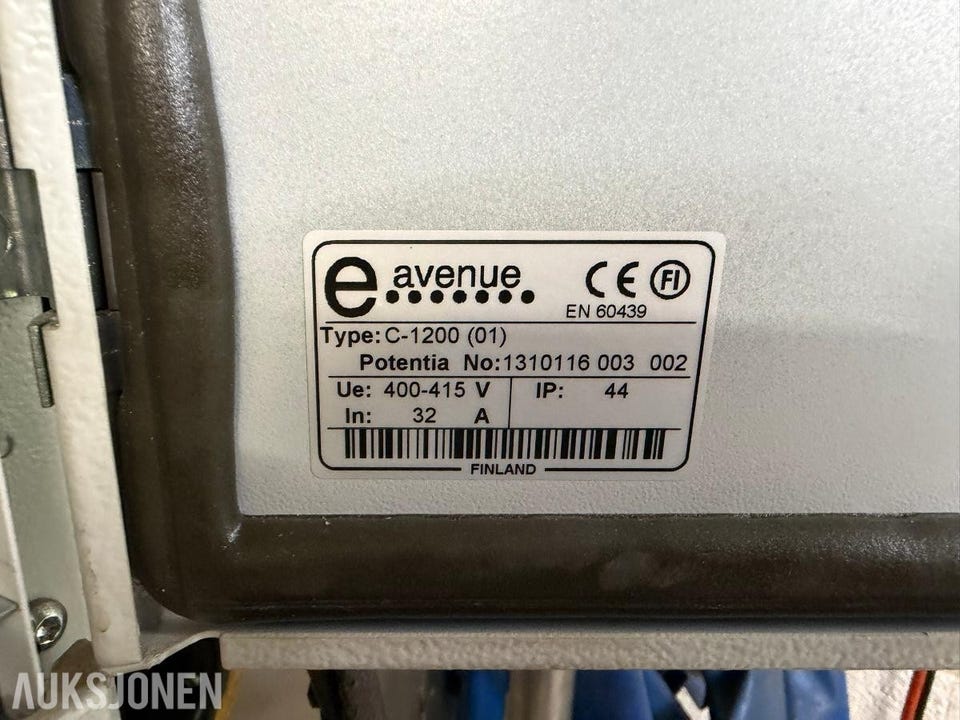 e avenue CE FI
EN 60439
Type: C-1200 (01)
Potentia No: 1310116 003 002
Ue: 400-415 V IP: 44
In: 32 A
FINLAND
AUKSJONEN